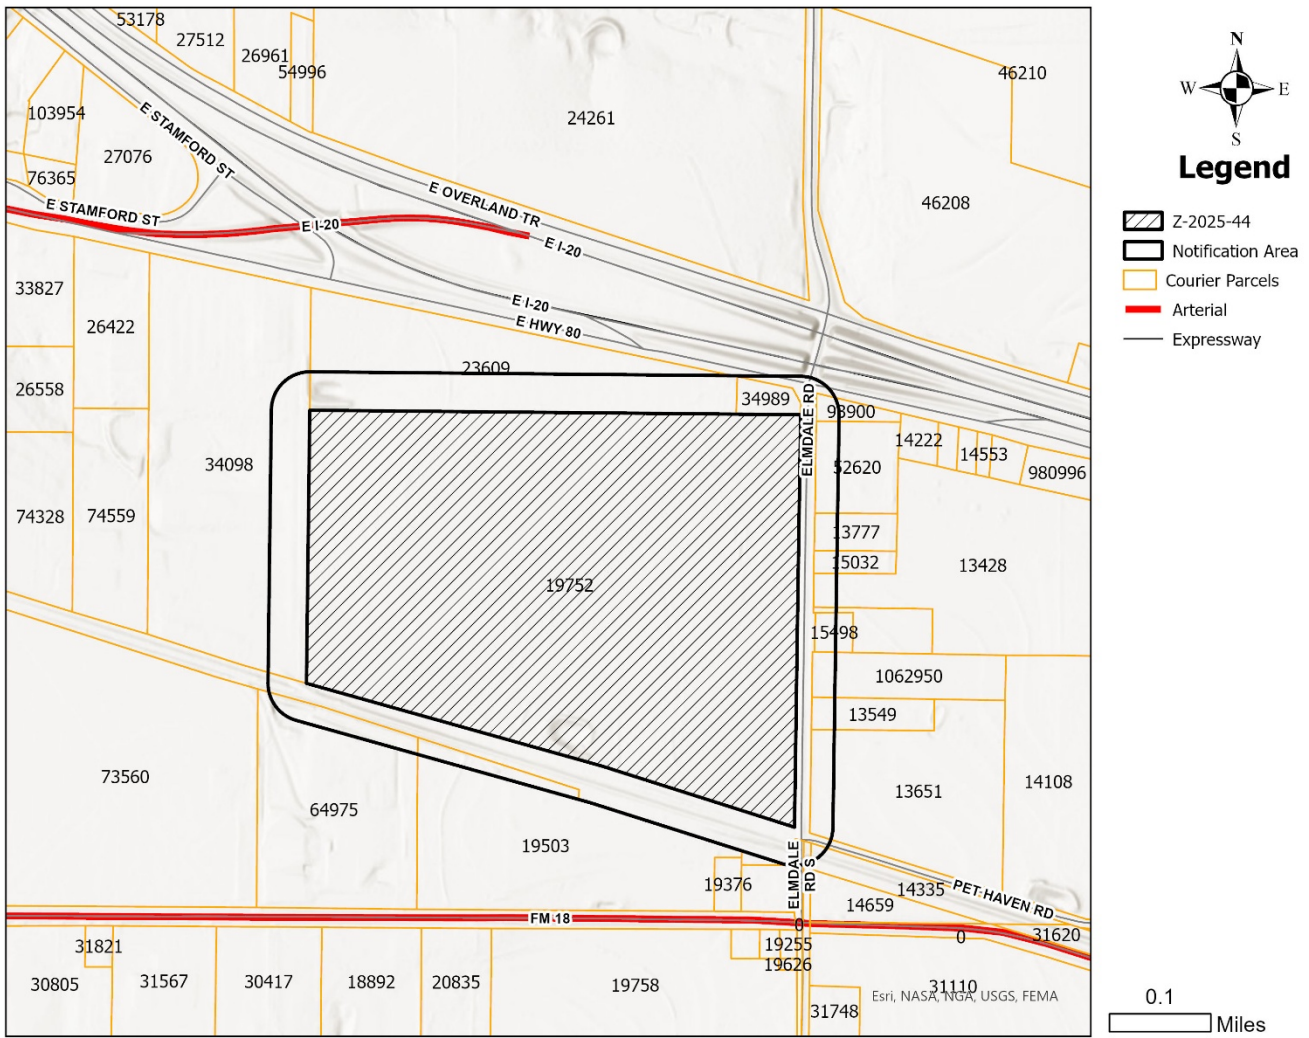 53178
27512
26961
54996
24261
46210
103954
E STAMFORD ST
27076
76365
E STAMFORD ST
E I-20
E OVERLAND TR
E I-20
46208
33827
26422
E I-20
E HWY 80
23609
26558
34989
ELMDALE RD
93900
14222
14553
980996
52620
34098
74328
74559
13777
15032
13428
19752
15498
1062950
13549
73560
64975
19503
13651
14108
19376
ELMDALE
RD S
14335
PET HAVEN RD
14659
FM 18
0
0
31620
31821
19255
19626
30805
31567
30417
18892
20835
19758
31110
31748
Esri, NASA, NGA, USGS, FEMA
N
W
E
S
Legend
Z-2025-44
Notification Area
Courier Parcels
Arterial
Expressway
0.1
Miles